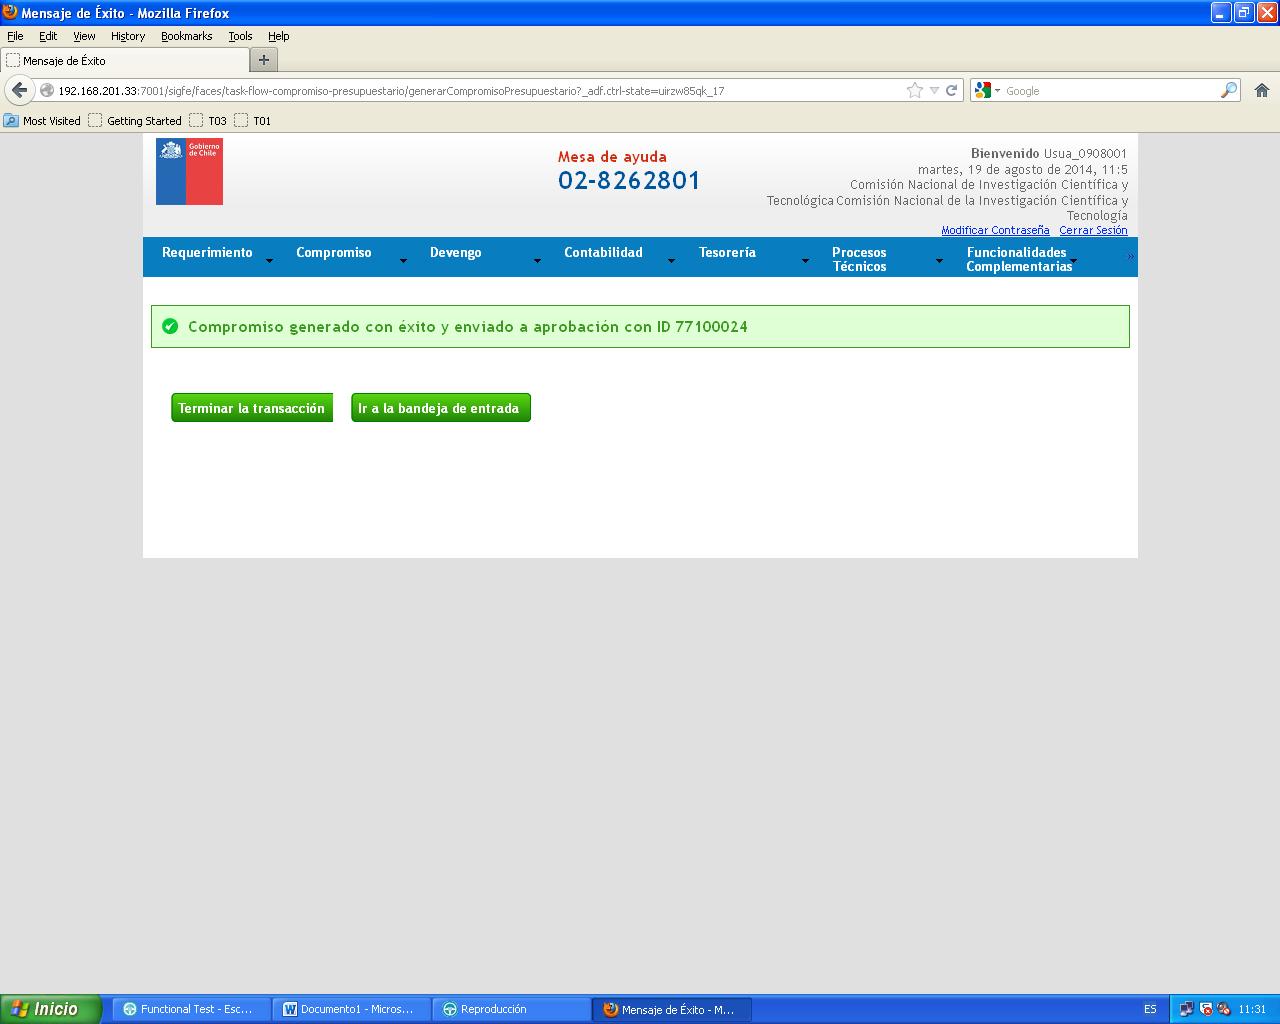 Mensaje de Éxito - Mozilla Firefox
File Edit View History Bookmarks Tools Help
Mensaje de Éxito
192.168.201.33:7001/sigfe/faces/task-flow-compromiso-presupuestario/generarCompromisoPresupuestario?_adf.ctrl-state=uirzw85qk_17
Google
Most Visited Getting Started T03 T01
Gobierno
de Chile
Mesa de ayuda
02-8262801
Bienvenido Usua_0908001
martes, 19 de agosto de 2014, 11:5
Comisión Nacional de Investigación Científica y
Tecnológica Comisión Nacional de la Investigación Científica y
Tecnología
Modificar Contraseña Cerrar Sesión
Requerimiento Compromiso Devengo Contabilidad Tesorería Procesos Funcionalidades »
Técnicos Complementarias
Compromiso generado con éxito y enviado a aprobación con ID 77100024
Terminar la transacción Ir a la bandeja de entrada
Inicio Functional Test - Esc... Documento1 - Micros... Reproducción Mensaje de Éxito - M... ES 11:31